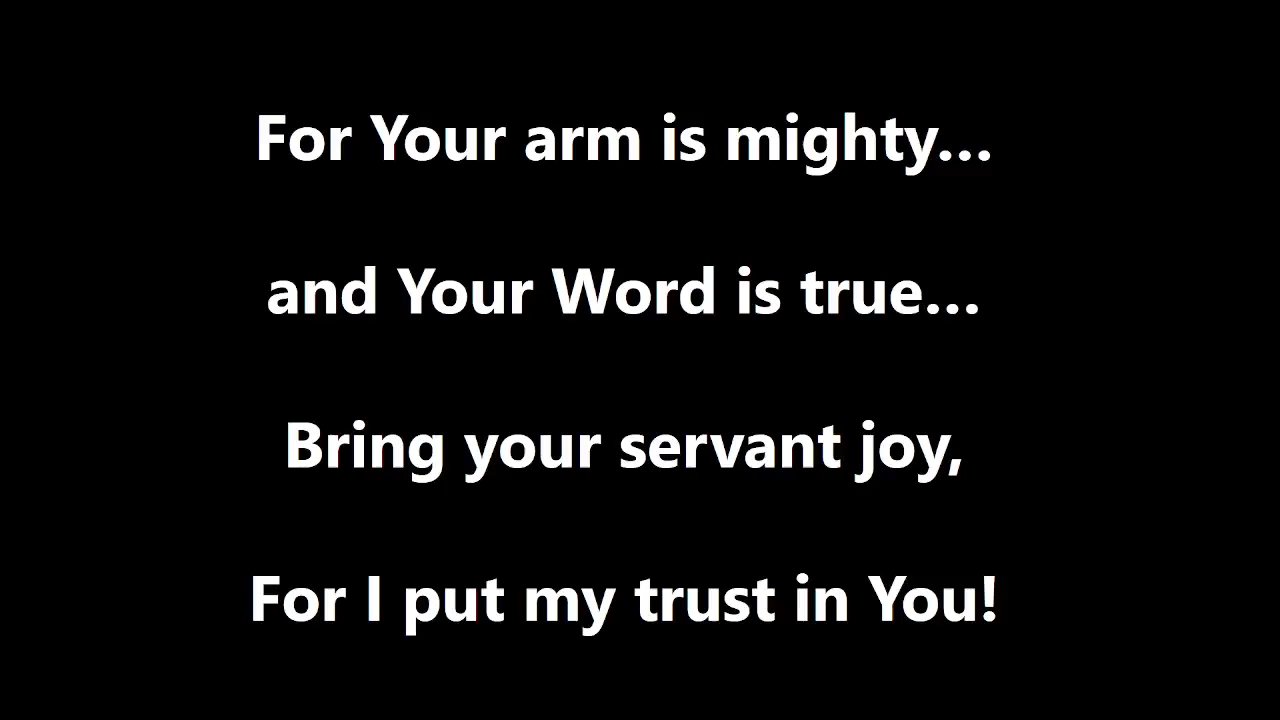 For Your arm is mighty...
and Your Word is true...
Bring your servant joy,
For I put my trust in You!